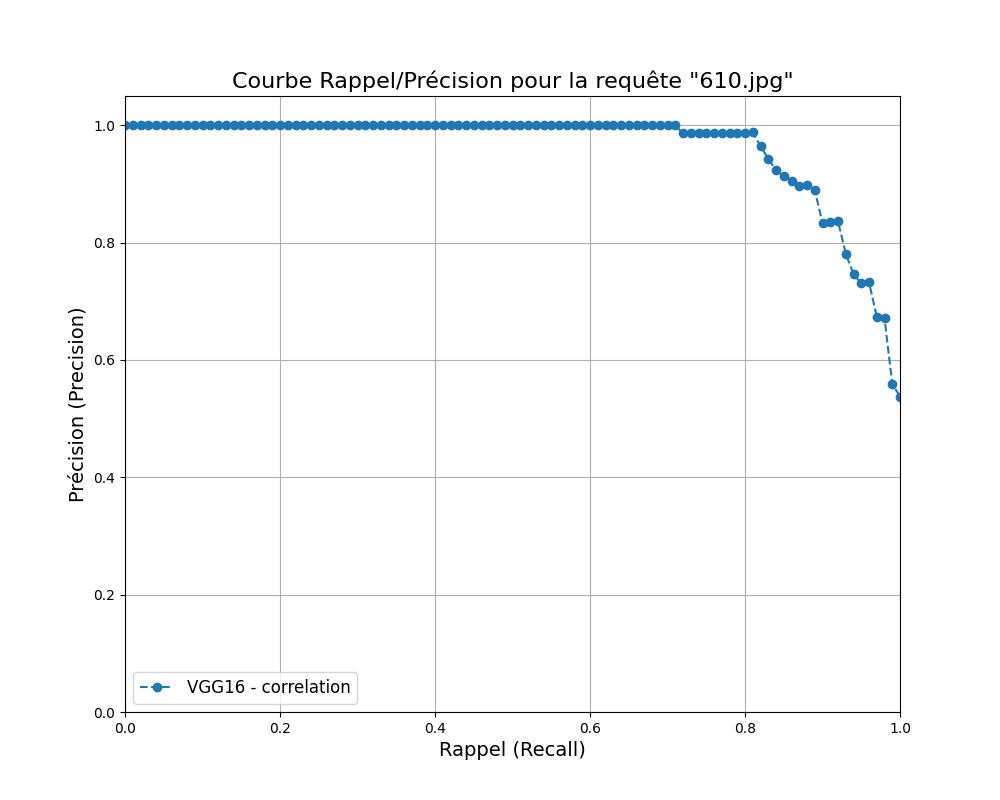 Courbe Rappel/Précision pour la requête "610.jpg"
Précision (Precision)
1.0
0.8
0.6
0.4
0.2
0.0
VGG16 - correlation
0.0 0.2 0.4 0.6 0.8 1.0
Rappel (Recall)